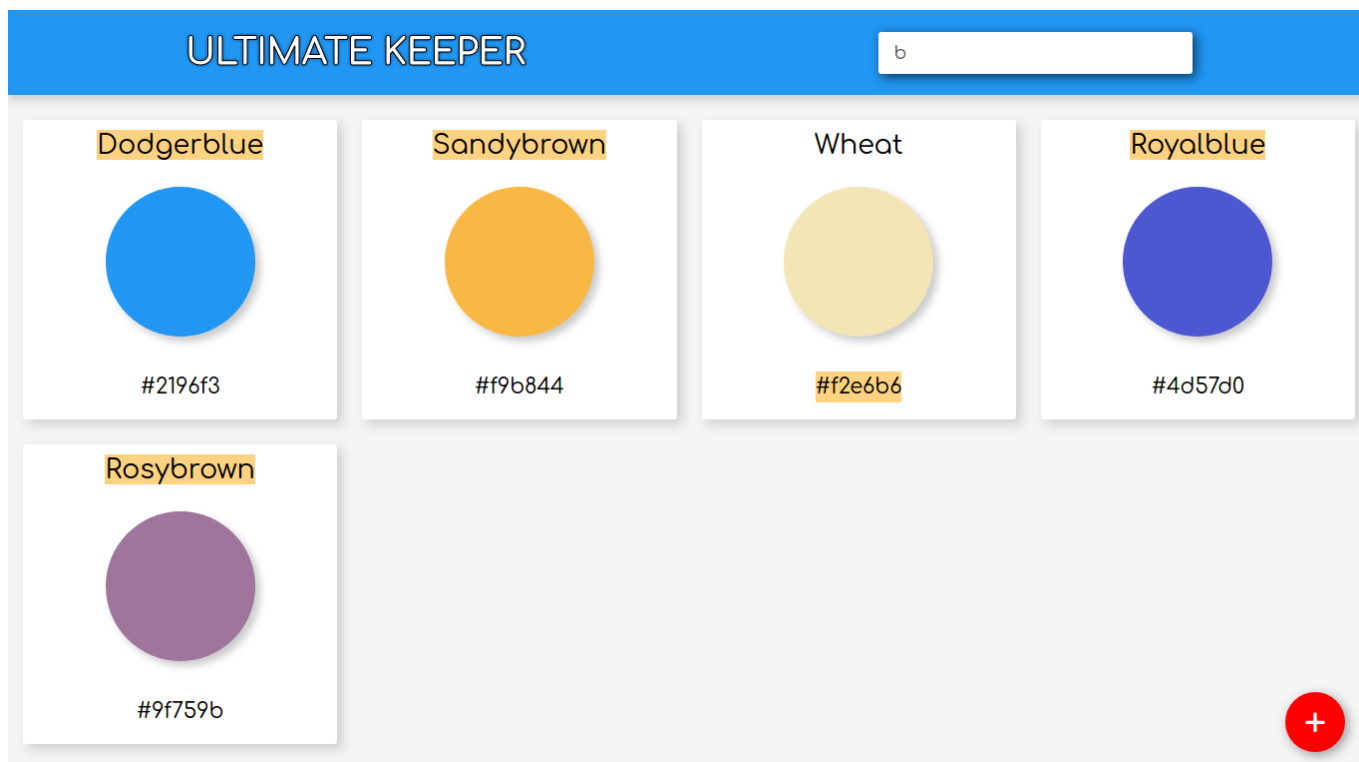 ULTIMATE KEEPER
b
Dodgerblue
#2196f3
Sandybrown
#f9b844
Wheat
#f2e6b6
Royalblue
#4d57d0
Rosybrown
#9f759b
+